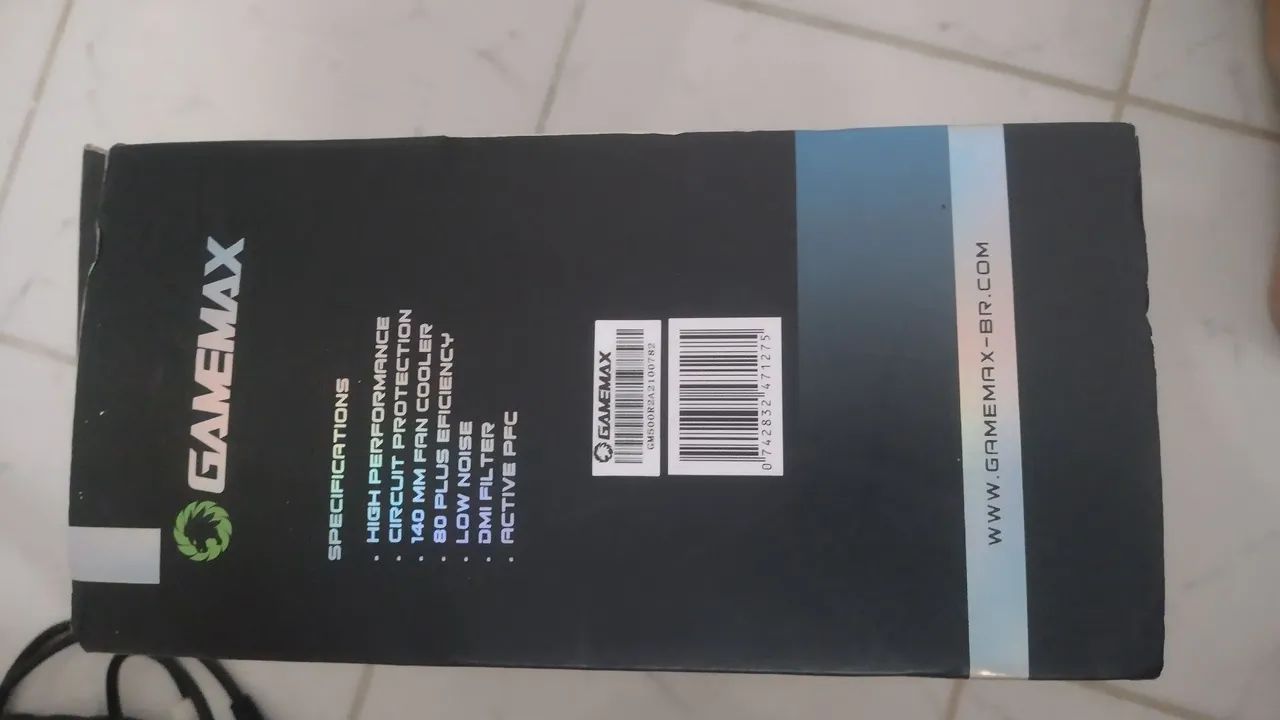 GAMEMAX
SPECIFICATIONS
· HIGH PERFORMANCE
· CIRCUIT PROTECTION
· 140 MM FAN COOLER
· 80 PLUS EFICIENCY
· LOW NOISE
· DMI FILTER
· ACTIVE PFC
GAMEMAX
GM500R2A2100782
0 742832 471275
WWW.GAMEMAX-BR.COM